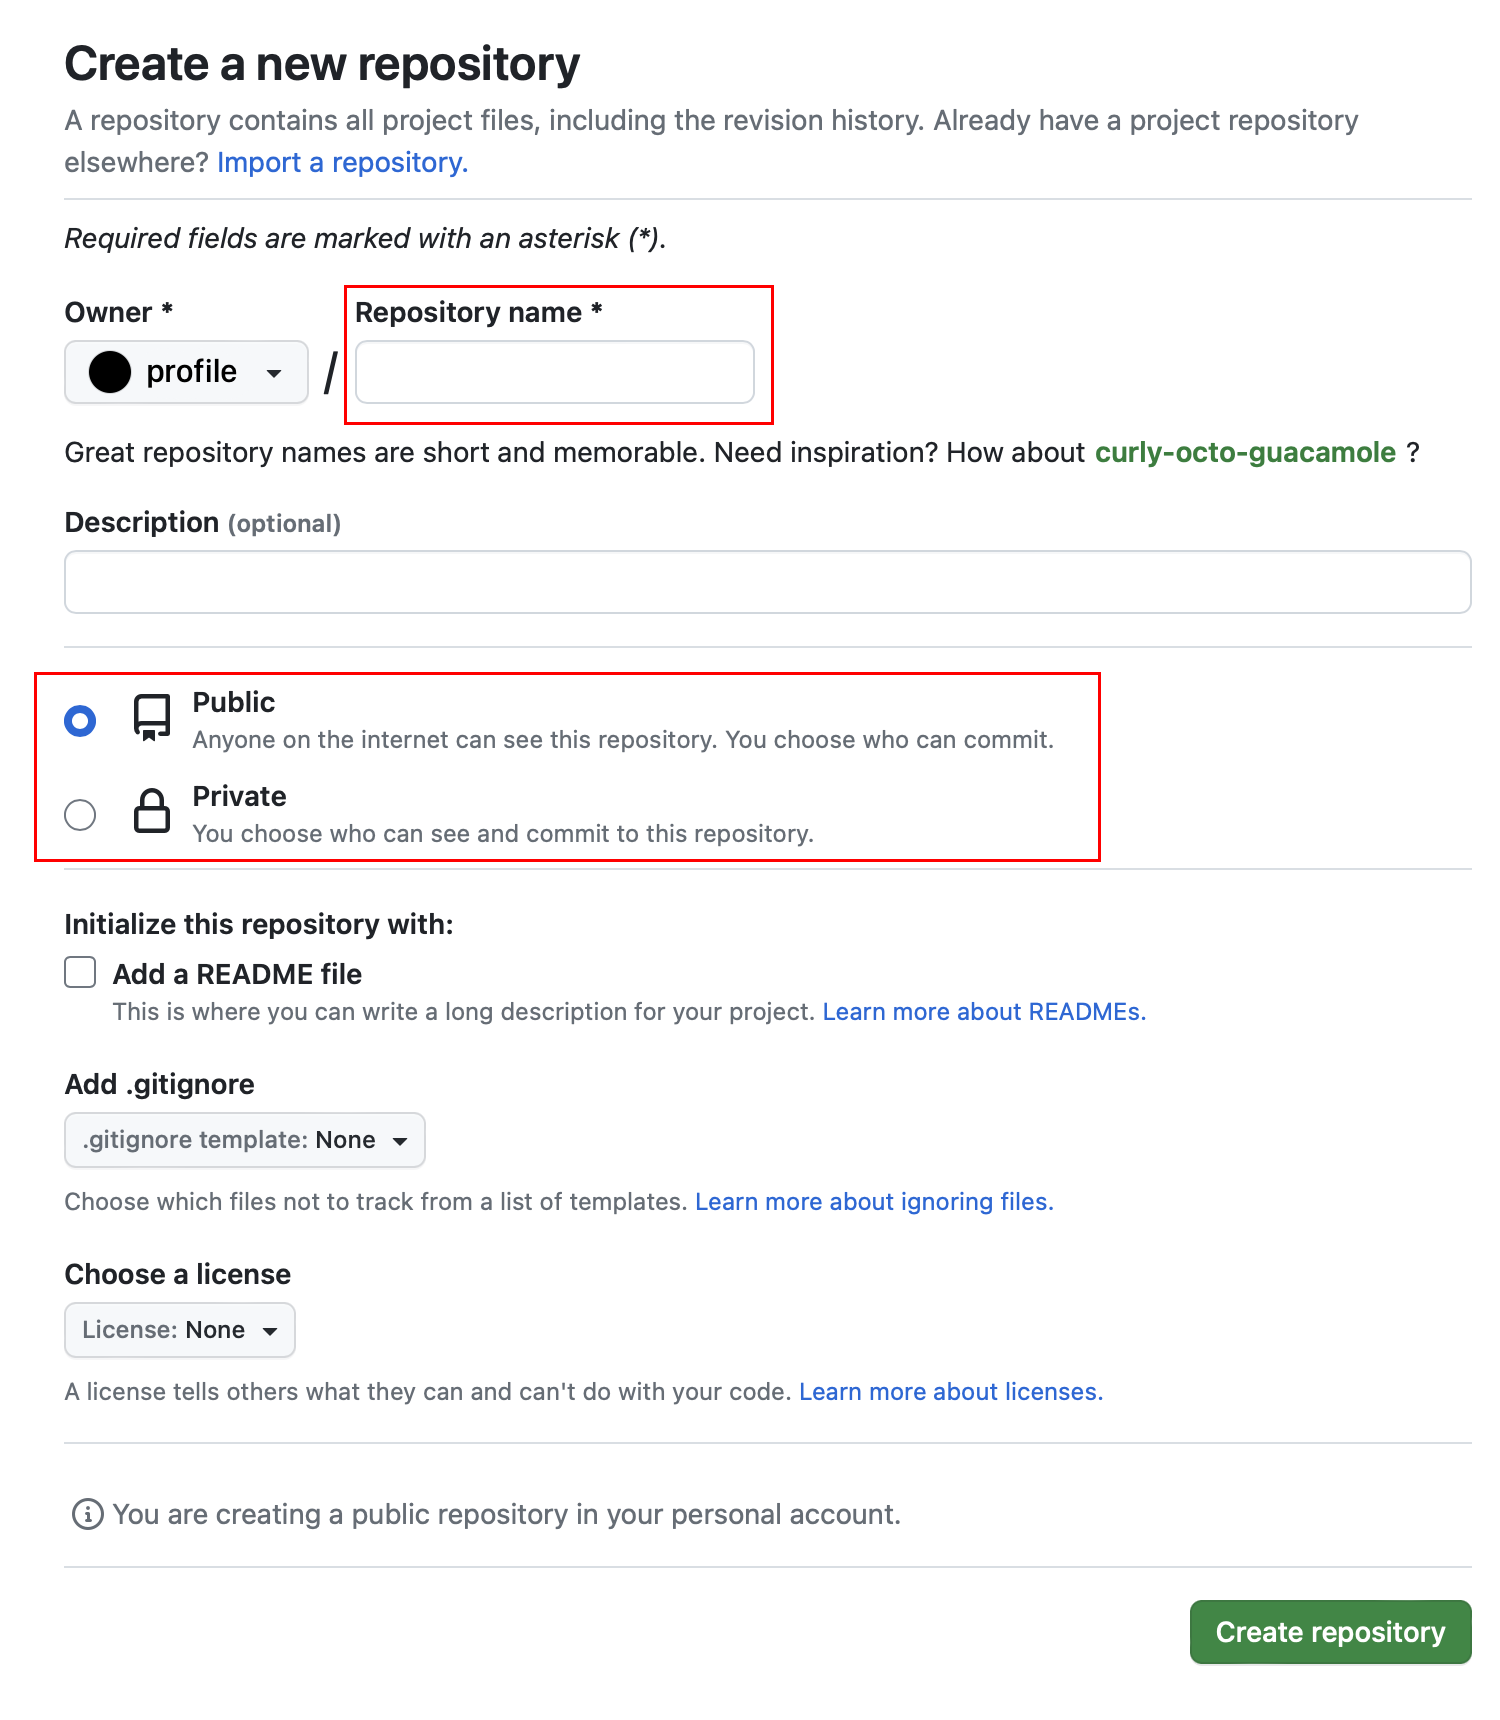 Create a new repository
A repository contains all project files, including the revision history. Already have a project repository
elsewhere? Import a repository.
Required fields are marked with an asterisk (*).
Owner * Repository name *
profile /
Great repository names are short and memorable. Need inspiration? How about curly-octo-guacamole ?
Description (optional)
Public
Anyone on the internet can see this repository. You choose who can commit.
Private
You choose who can see and commit to this repository.
Initialize this repository with:
Add a README file
This is where you can write a long description for your project. Learn more about READMEs.
Add .gitignore
.gitignore template: None
Choose which files not to track from a list of templates. Learn more about ignoring files.
Choose a license
License: None
A license tells others what they can and can't do with your code. Learn more about licenses.
You are creating a public repository in your personal account.
Create repository